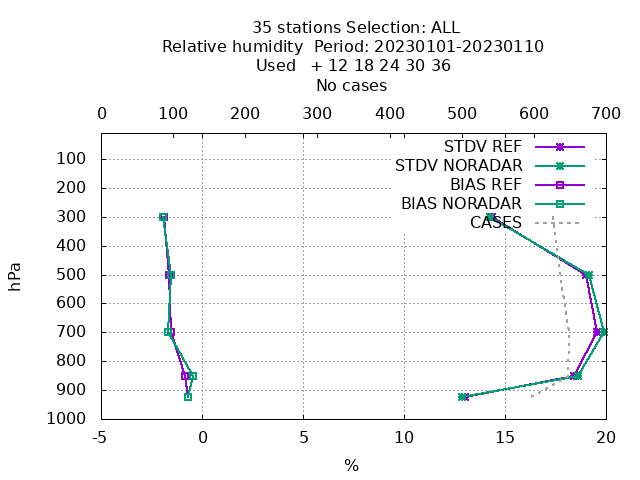 35 stations Selection: ALL
Relative humidity  Period: 20230101-20230110
Used   + 12 18 24 30 36
No cases
0 100 200 300 400 500 600 700
STDV REF
STDV NORADAR
BIAS REF
BIAS NORADAR
CASES
100
200
300
400
500
600
700
800
900
1000
hPa
-5 0 5 10 15 20
%